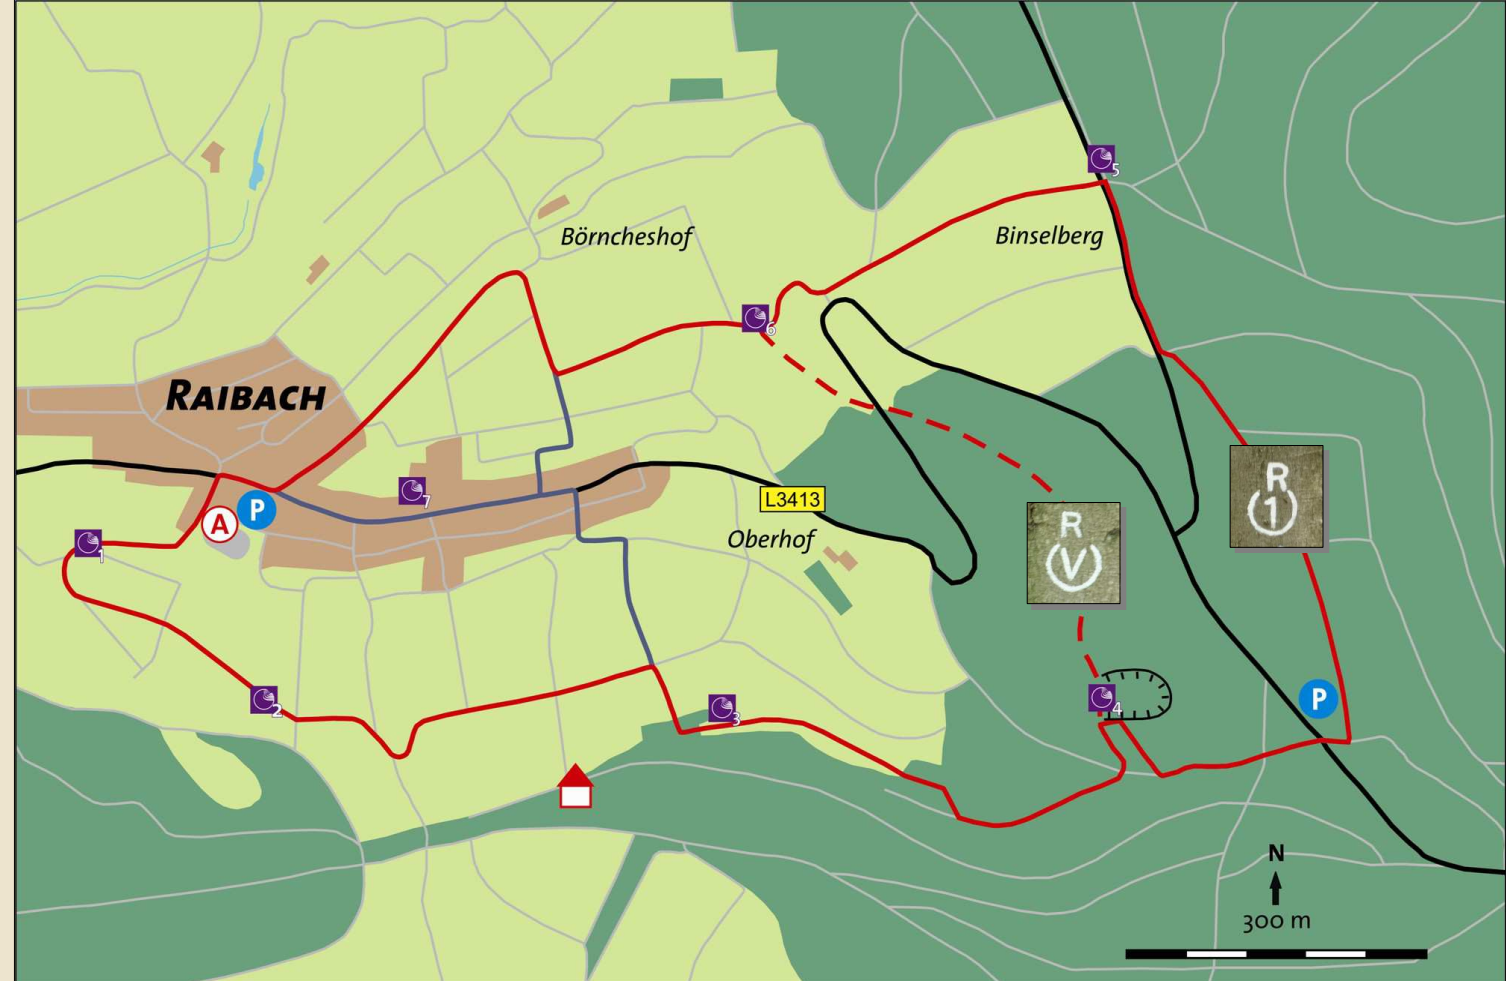 5
Börncheshof
Binselberg
6
RAIBACH
R
1
7
L3413
P
A
R
V
Oberhof
1
2
3
4
P
N
300 m